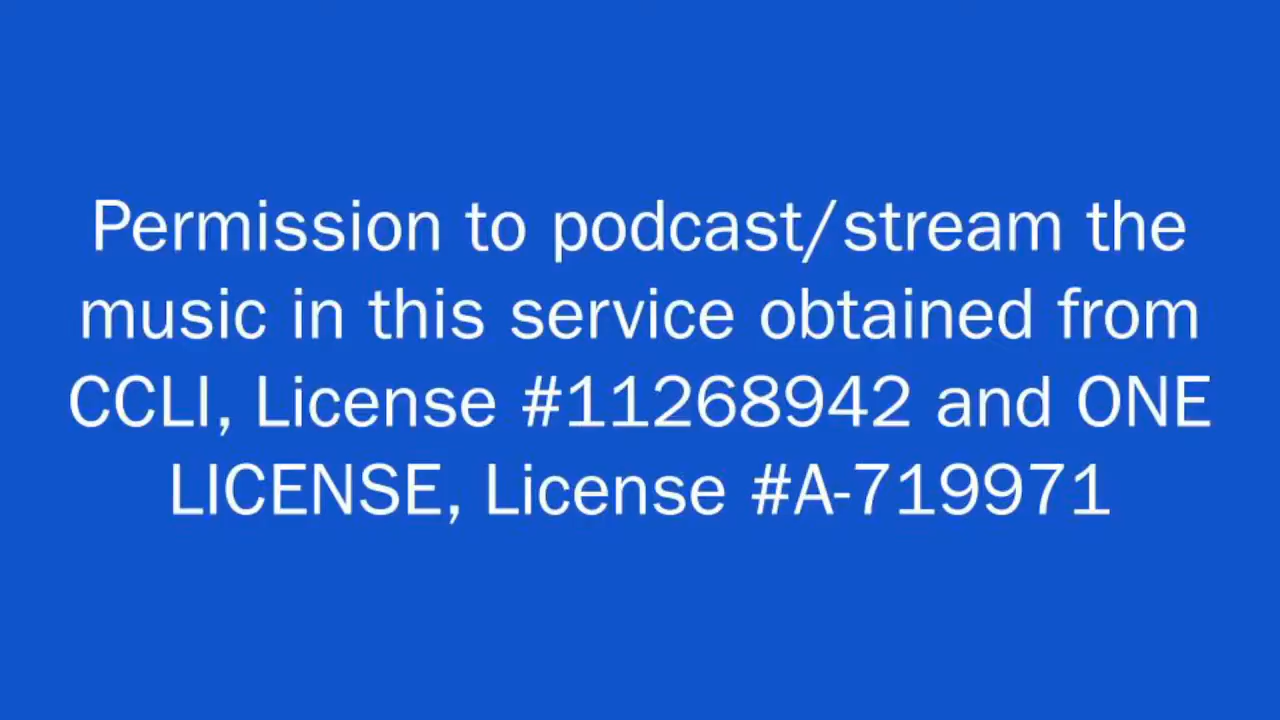 Permission to podcast/stream the
music in this service obtained from
CCLI, License #11268942 and ONE
LICENSE, License #A-719971